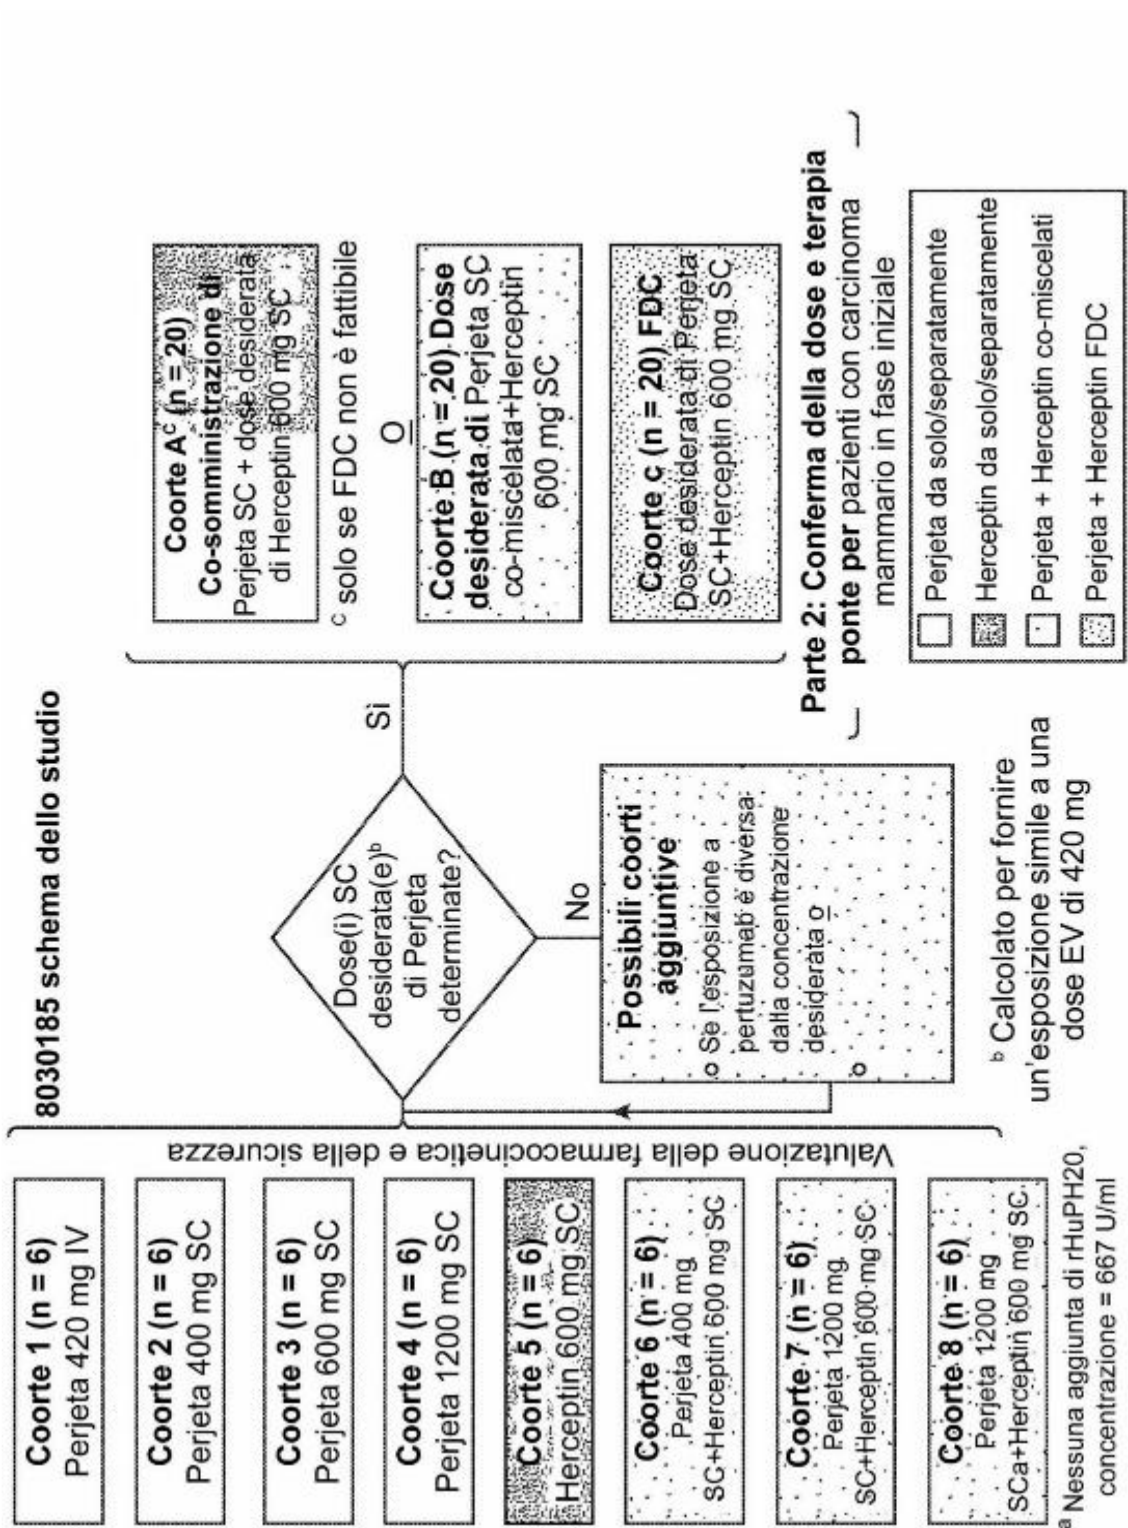 8030185 schema dello studio
Coorte 1 (n = 6)
Perjeta 420 mg IV
Coorte 2 (n = 6)
Perjeta 400 mg SC
Coorte 3 (n = 6)
Perjeta 600 mg SC
Coorte 4 (n = 6)
Perjeta 1200 mg SC
Coorte 5 (n = 6)
Herceptin 600 mg SC
Coorte 6 (n = 6)
Perjeta 400 mg
SC+Herceptin 600 mg SC
Coorte 7 (n = 6)
Perjeta 1200 mg
SC+Herceptin 600 mg SC
Coorte 8 (n = 6)
Perjeta 1200 mg
SCa+Herceptin 600 mg SC
a Nessuna aggiunta di rHuPH20,
concentrazione = 667 U/ml
Valutazione della farmacocinetica e della sicurezza
Dose(i) SC
desiderata(e)b
di Perjeta
determinate?
Sì
No
Possibili coorti
aggiuntive
o Se l'esposizione a
pertuzumab è diversa
dalla concentrazione
desiderata o
o
b Calcolato per fornire
un'esposizione simile a una
dose EV di 420 mg
Coorte Ac (n = 20)
Co-somministrazione di
Perjeta SC + dose desiderata
di Herceptin 600 mg SC
c solo se FDC non è fattibile
O
Coorte B (n = 20) Dose
desiderata di Perjeta SC
co-miscelata+Herceptin
600 mg SC
Coorte c (n = 20) FDC
Dose desiderata di Perjeta
SC+Herceptin 600 mg SC
Parte 2: Conferma della dose e terapia
ponte per pazienti con carcinoma
mammario in fase iniziale
Perjeta da solo/separatamente
Herceptin da solo/separatamente
Perjeta + Herceptin co-miscelati
Perjeta + Herceptin FDC